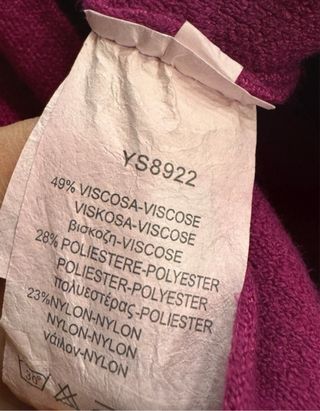 YS8922
49% VISCOSA-VISCOSE
VISKOSA-VISCOSE
βισκοζη-VISCOSE
28% POLIESTERE-POLYESTER
POLIESTER-POLYESTER
πολυεστέρας-POLIESTER
23%NYLON-NYLON
NYLON-NYLON
νάιλον-NYLON
30°